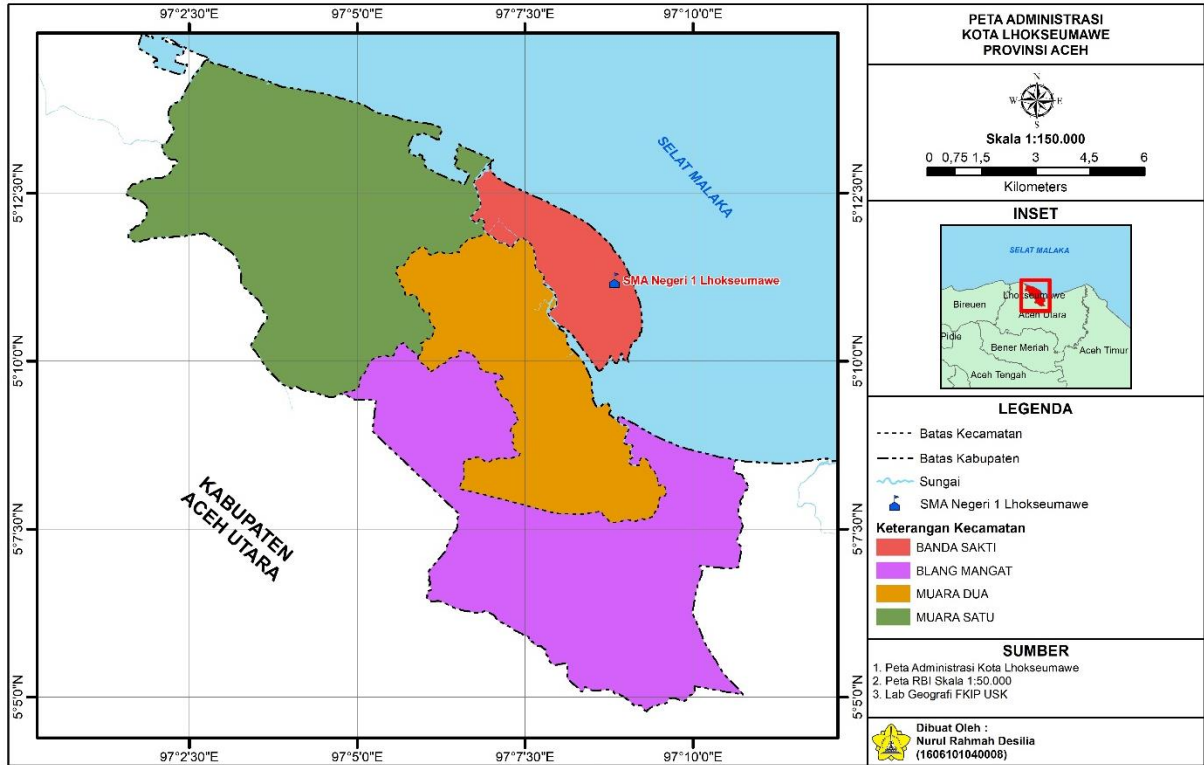 97°2'30"E
97°5'0"E
97°7'30"E
97°10'0"E
5°12'30"N
5°10'0"N
5°7'30"N
5°5'0"N
5°12'30"N
5°10'0"N
5°7'30"N
5°5'0"N
97°2'30"E
97°5'0"E
97°7'30"E
97°10'0"E
SELAT MALAKA
SMA Negeri 1 Lhokseumawe
KABUPATEN
ACEH UTARA
PETA ADMINISTRASI
KOTA LHOKSEUMAWE
PROVINSI ACEH
N
W
E
S
Skala 1:150.000
0 0,75 1,5 3 4,5 6
Kilometers
INSET
SELAT MALAKA
Lhokseumawe
Bireuen
Aceh Utara
Pidie
Bener Meriah
Aceh Timur
Aceh Tengah
LEGENDA
Batas Kecamatan
Batas Kabupaten
Sungai
SMA Negeri 1 Lhokseumawe
Keterangan Kecamatan
BANDA SAKTI
BLANG MANGAT
MUARA DUA
MUARA SATU
SUMBER
1. Peta Administrasi Kota Lhokseumawe
2. Peta RBI Skala 1:50.000
3. Lab Geografi FKIP USK
Dibuat Oleh :
Nurul Rahmah Desilia
(1606101040008)